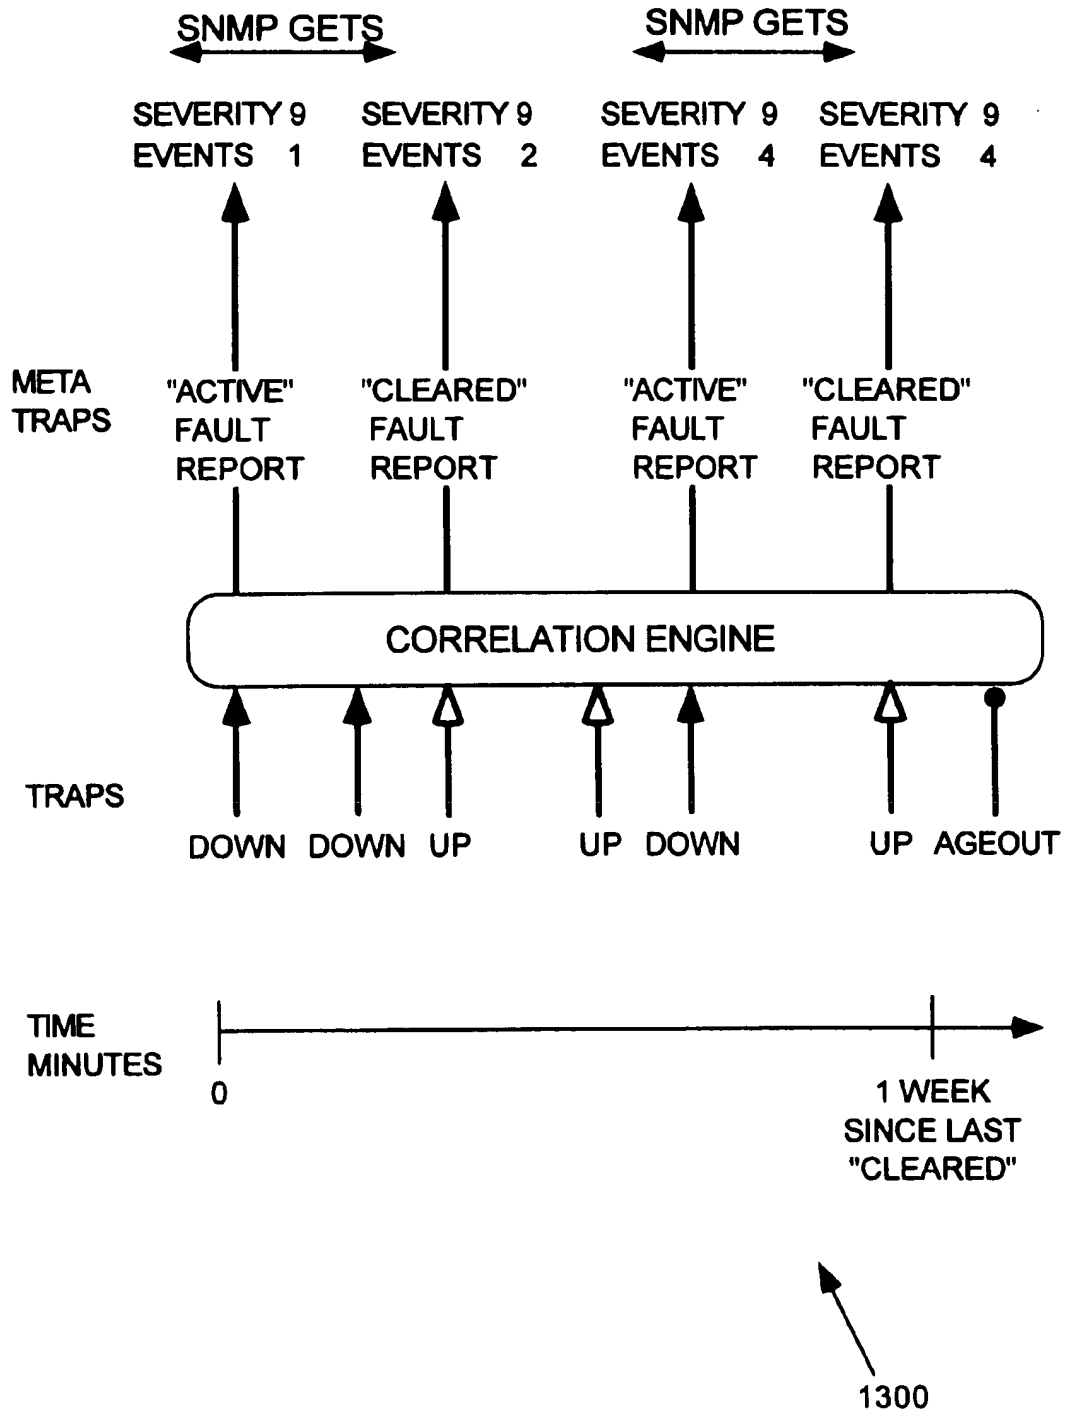 SNMP GETS SNMP GETS
SEVERITY 9 SEVERITY 9 SEVERITY 9 SEVERITY 9
EVENTS 1 EVENTS 2 EVENTS 4 EVENTS 4
META TRAPS
"ACTIVE" FAULT REPORT
"CLEARED" FAULT REPORT
"ACTIVE" FAULT REPORT
"CLEARED" FAULT REPORT
CORRELATION ENGINE
TRAPS
DOWN DOWN UP UP DOWN UP AGEOUT
TIME
MINUTES
0
1 WEEK
SINCE LAST
"CLEARED"
1300